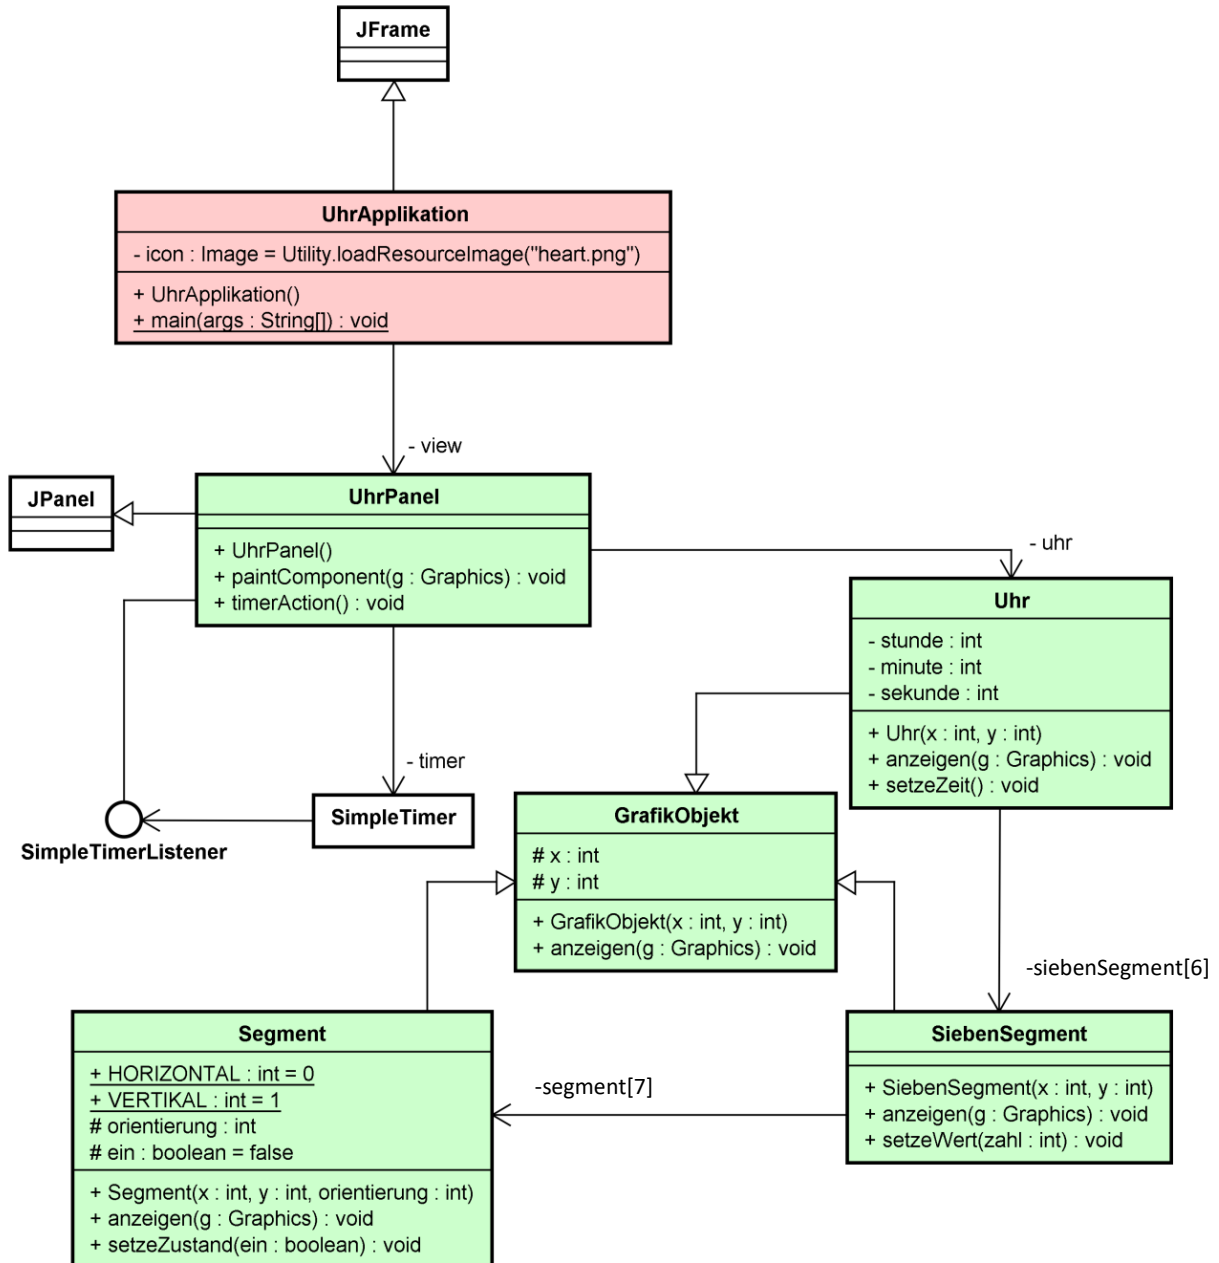 JFrame
UhrApplikation
- icon : Image = Utility.loadResourceImage("heart.png")
+ UhrApplikation()
+ main(args : String[]) : void
- view
JPanel
UhrPanel
+ UhrPanel()
+ paintComponent(g : Graphics) : void
+ timerAction() : void
- uhr
Uhr
- stunde : int
- minute : int
- sekunde : int
+ Uhr(x : int, y : int)
+ anzeigen(g : Graphics) : void
+ setzeZeit() : void
- timer
SimpleTimer
SimpleTimerListener
GrafikObjekt
# x : int
# y : int
+ GrafikObjekt(x : int, y : int)
+ anzeigen(g : Graphics) : void
-siebenSegment[6]
Segment
+ HORIZONTAL : int = 0
+ VERTIKAL : int = 1
# orientierung : int
# ein : boolean = false
+ Segment(x : int, y : int, orientierung : int)
+ anzeigen(g : Graphics) : void
+ setzeZustand(ein : boolean) : void
-segment[7]
SiebenSegment
+ SiebenSegment(x : int, y : int)
+ anzeigen(g : Graphics) : void
+ setzeWert(zahl : int) : void